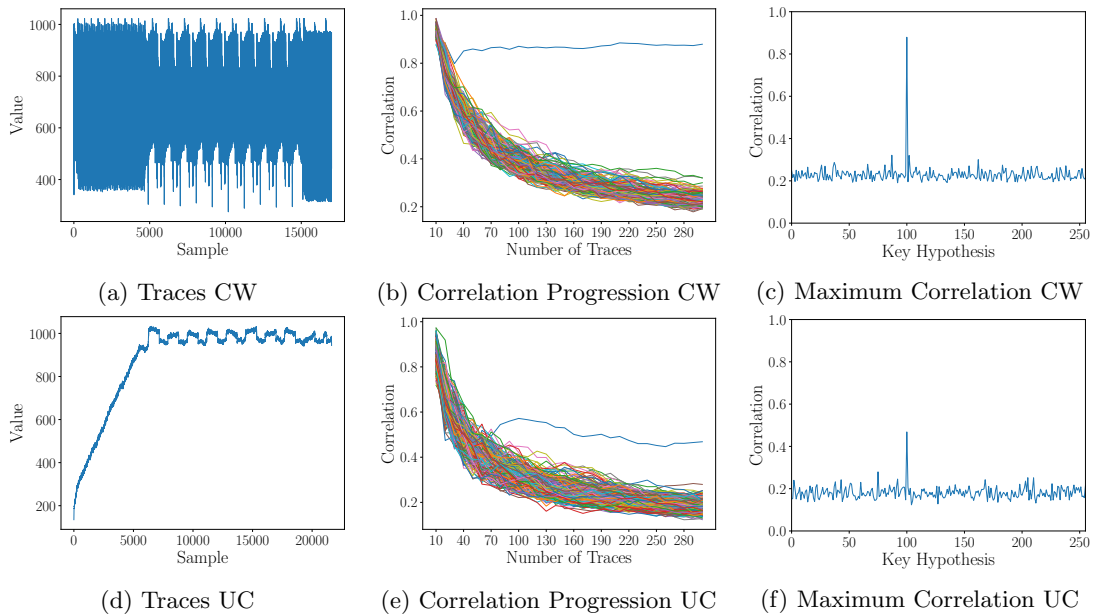 1000
800
600
400
Value
0
5000
10000
15000
Sample
(a) Traces CW
1.0
0.8
0.6
0.4
0.2
Correlation
10 40 70 100 130 160 190 220 250 280
Number of Traces
(b) Correlation Progression CW
1.0
0.8
0.6
0.4
0.2
0.0
Correlation
0 50 100 150 200 250
Key Hypothesis
(c) Maximum Correlation CW
1000
800
600
400
200
Value
0 5000 10000 15000 20000
Sample
(d) Traces UC
1.0
0.8
0.6
0.4
0.2
Correlation
10 40 70 100 130 160 190 220 250 280
Number of Traces
(e) Correlation Progression UC
1.0
0.8
0.6
0.4
0.2
0.0
Correlation
0 50 100 150 200 250
Key Hypothesis
(f) Maximum Correlation UC